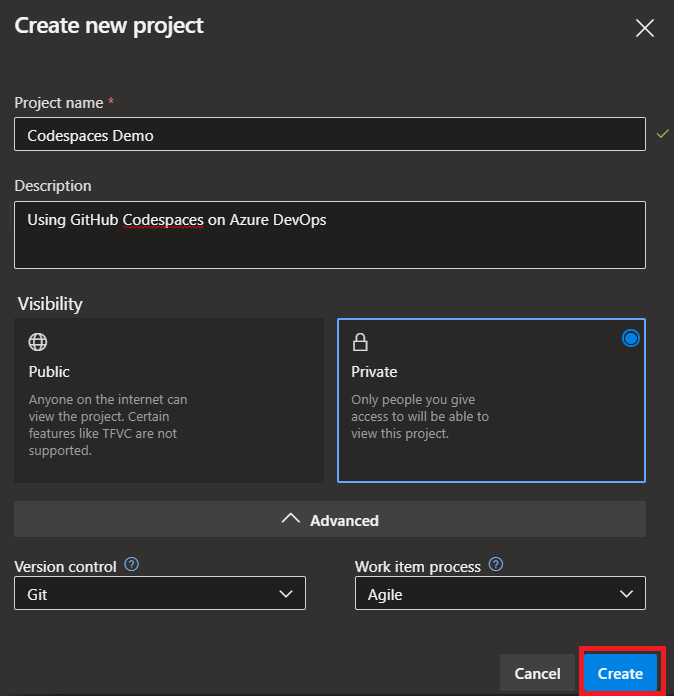 Create new project
Project name *
Codespaces Demo
Description
Using GitHub Codespaces on Azure DevOps
Visibility
Public
Anyone on the internet can
view the project. Certain
features like TFVC are not
supported.
Private
Only people you give
access to will be able to
view this project.
Advanced
Version control ?
Git
Work item process ?
Agile
Cancel
Create